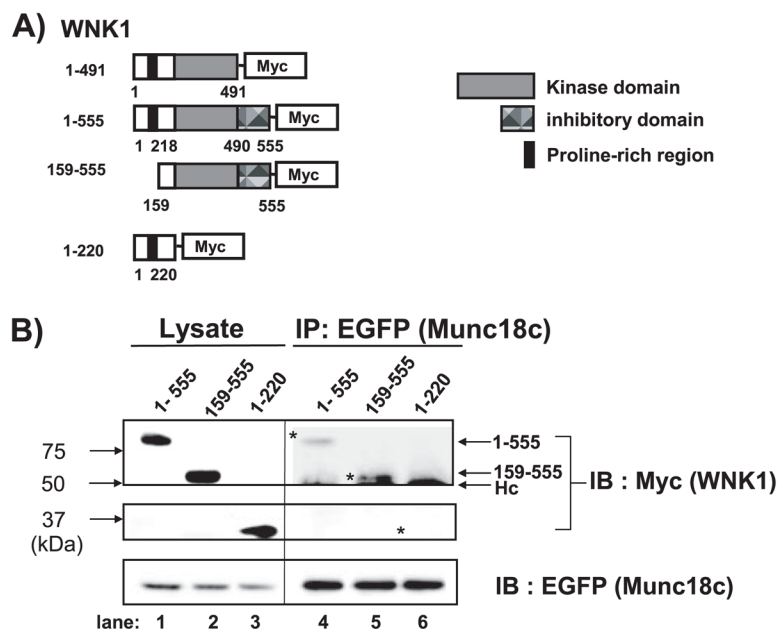 A) WNK1
1-491
Myc
1 491
1-555
Myc
1 218 490 555
159-555
Myc
159 555
1-220
Myc
1 220
Kinase domain
inhibitory domain
Proline-rich region
B)
Lysate IP: EGFP (Munc18c)
1- 555 159-555 1-220 1- 555 159-555 1-220
75
50
37
(kDa)
* * *
1-555
159-555
Hc
IB : Myc (WNK1)
IB : EGFP (Munc18c)
lane: 1 2 3 4 5 6